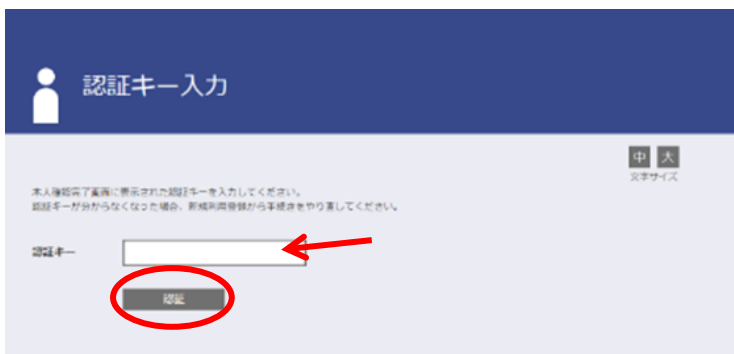 認証キー入力
中 大
文字サイズ
本人確認完了画面に表示された認証キーを入力してください。
認証キーが分からなくなった場合、新規利用登録から手続きをやり直してください。
認証キー
認証